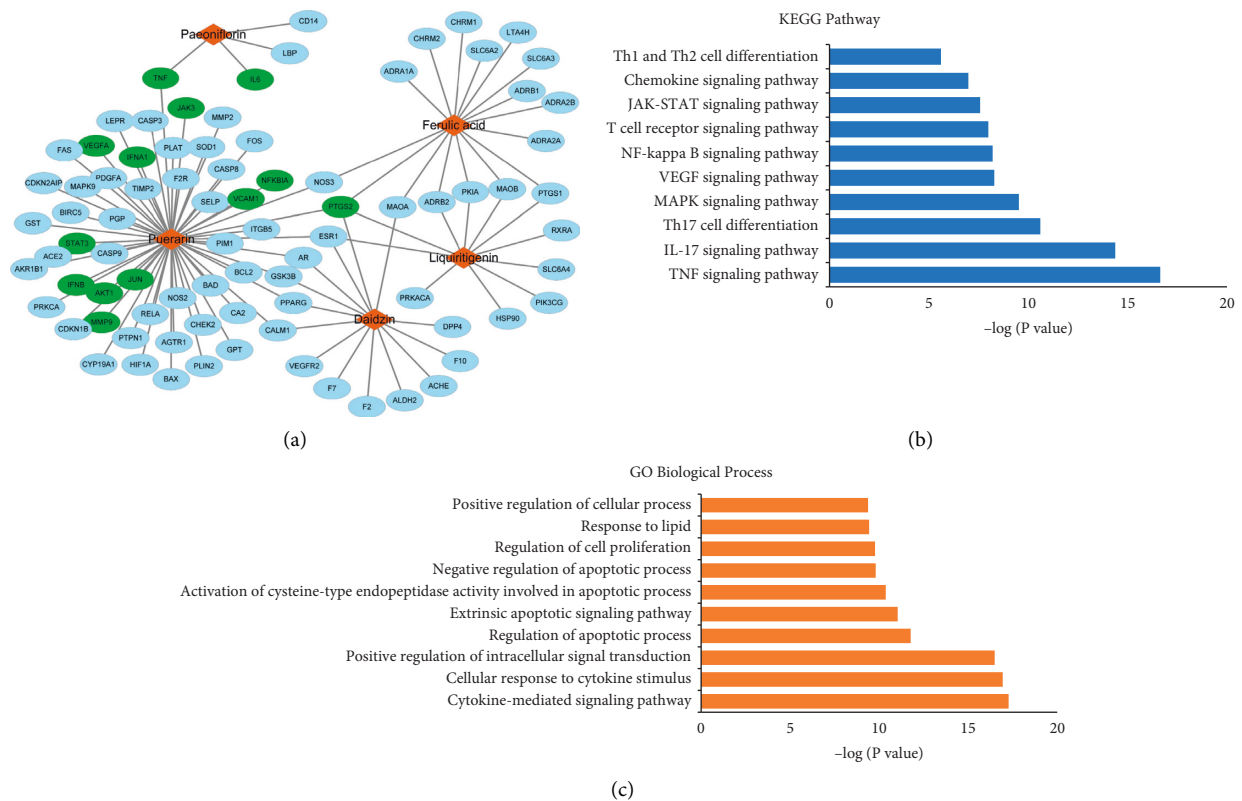 Paeoniflorin
CD14
LBP
TNF
IL6
CHRM1
CHRM2
SLC6A2
LTA4H
SLC6A3
ADRA1A
ADRB1
ADRA2B
Ferulic acid
ADRA2A
JAK3
LEPR
CASP3
MMP2
VEGFA
FAS
IFNA1
PLAT
SOD1
FOS
CDKN2AIP
MAPK9
PDGFA
TIMP2
F2R
CASP8
NFKBIA
NOS3
SELP
VCAM1
PTGS2
MAOA
ADRB2
PKIA
MAOB
PTGS1
BIRC5
PGP
GST
STAT3
Puerarin
PIM1
ITGB5
ESR1
RXRA
ACE2
CASP9
AKR1B1
AR
Liquiritigenin
SLC6A4
IFNB
JUN
AKT1
BCL2
GSK3B
BAD
NOS2
PRKACA
PIK3CG
HSP90
PRKCA
MMP9
CDKN1B
RELA
CA2
PPARG
Daidzin
DPP4
PTPN1
CHEK2
CALM1
AGTR1
GPT
CYP19A1
HIF1A
BAX
PLIN2
VEGFR2
F10
F7
F2
ALDH2
ACHE
(a)
KEGG Pathway
Th1 and Th2 cell differentiation
Chemokine signaling pathway
JAK-STAT signaling pathway
T cell receptor signaling pathway
NF-kappa B signaling pathway
VEGF signaling pathway
MAPK signaling pathway
Th17 cell differentiation
IL-17 signaling pathway
TNF signaling pathway
0 5 10 15 20
–log (P value)
(b)
GO Biological Process
Positive regulation of cellular process
Response to lipid
Regulation of cell proliferation
Negative regulation of apoptotic process
Activation of cysteine-type endopeptidase activity involved in apoptotic process
Extrinsic apoptotic signaling pathway
Regulation of apoptotic process
Positive regulation of intracellular signal transduction
Cellular response to cytokine stimulus
Cytokine-mediated signaling pathway
0 5 10 15 20
–log (P value)
(c)